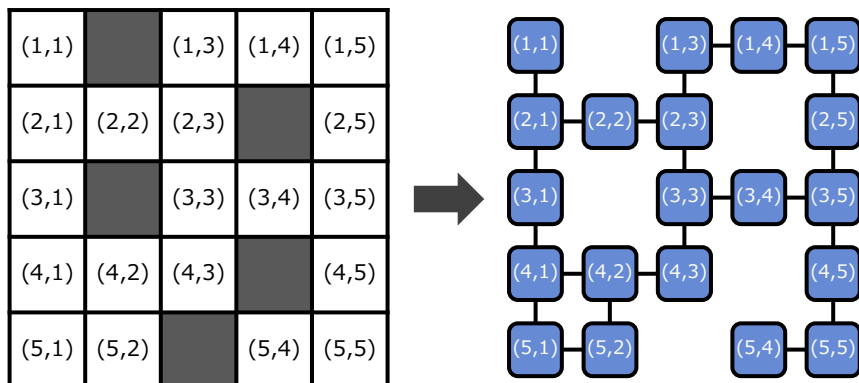 (1,1) (1,3) (1,4) (1,5)
(2,1) (2,2) (2,3) (2,5)
(3,1) (3,3) (3,4) (3,5)
(4,1) (4,2) (4,3) (4,5)
(5,1) (5,2) (5,4) (5,5)
(1,1) (1,3) (1,4) (1,5)
(2,1) (2,2) (2,3) (2,5)
(3,1) (3,3) (3,4) (3,5)
(4,1) (4,2) (4,3) (4,5)
(5,1) (5,2) (5,4) (5,5)